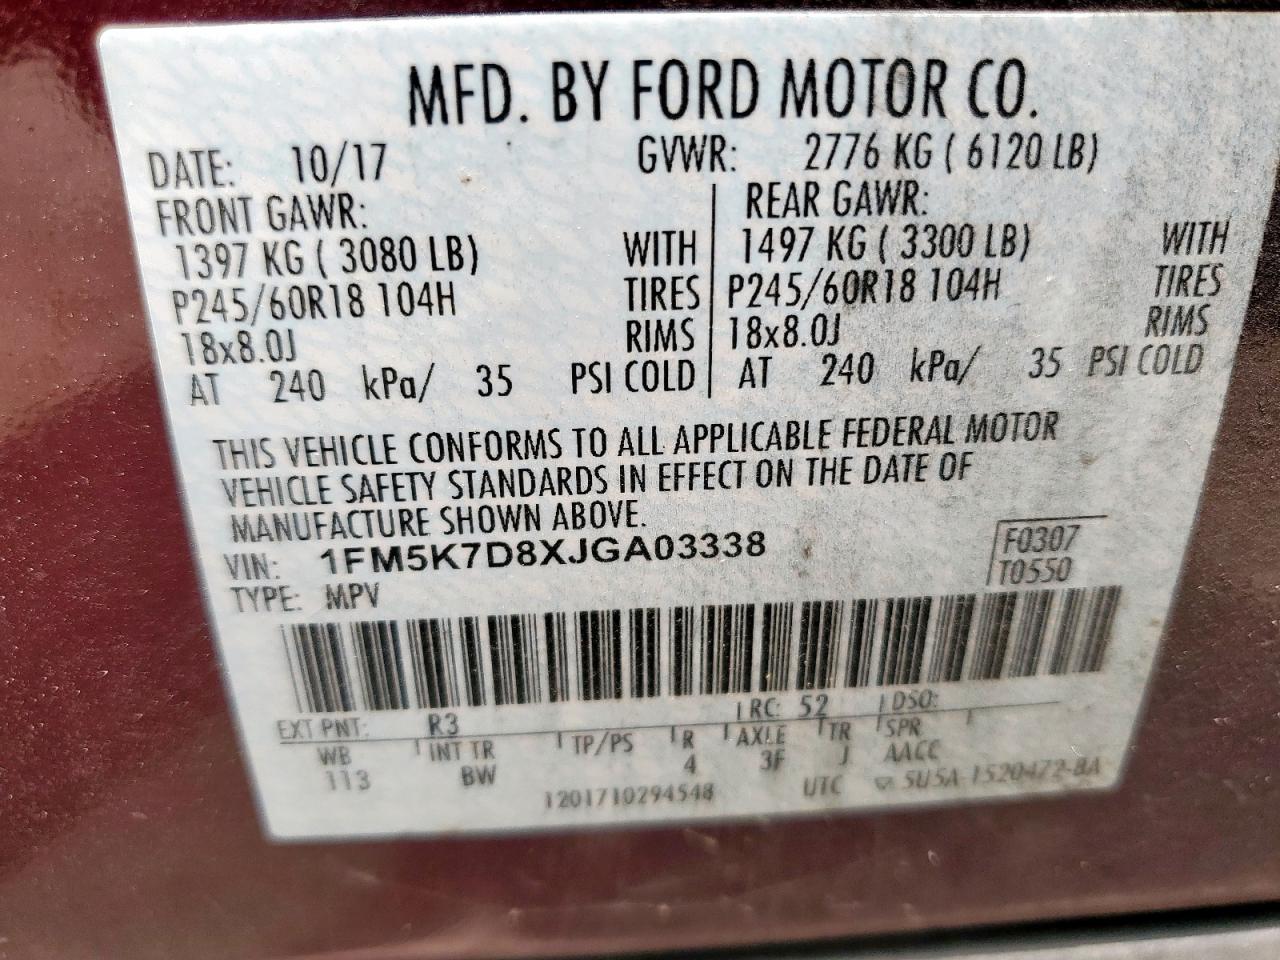 MFD. BY FORD MOTOR CO.
DATE: 10/17 GVWR: 2776 KG ( 6120 LB)
FRONT GAWR: REAR GAWR:
1397 KG ( 3080 LB) WITH 1497 KG ( 3300 LB) WITH
P245/60R18 104H TIRES P245/60R18 104H TIRES
18x8.0J RIMS 18x8.0J RIMS
AT 240 kPa/ 35 PSI COLD AT 240 kPa/ 35 PSI COLD
THIS VEHICLE CONFORMS TO ALL APPLICABLE FEDERAL MOTOR
VEHICLE SAFETY STANDARDS IN EFFECT ON THE DATE OF
MANUFACTURE SHOWN ABOVE.
VIN: 1FM5K7D8XJGA03338 F0307
TYPE: MPV T0550
EXT PNT: R3 RC: 52 DSO:
WB INT TR TP/PS R AXLE TR SPR
113 BW 4 3F J AACC
1201710294548 UTC SU5A-1520472-BA